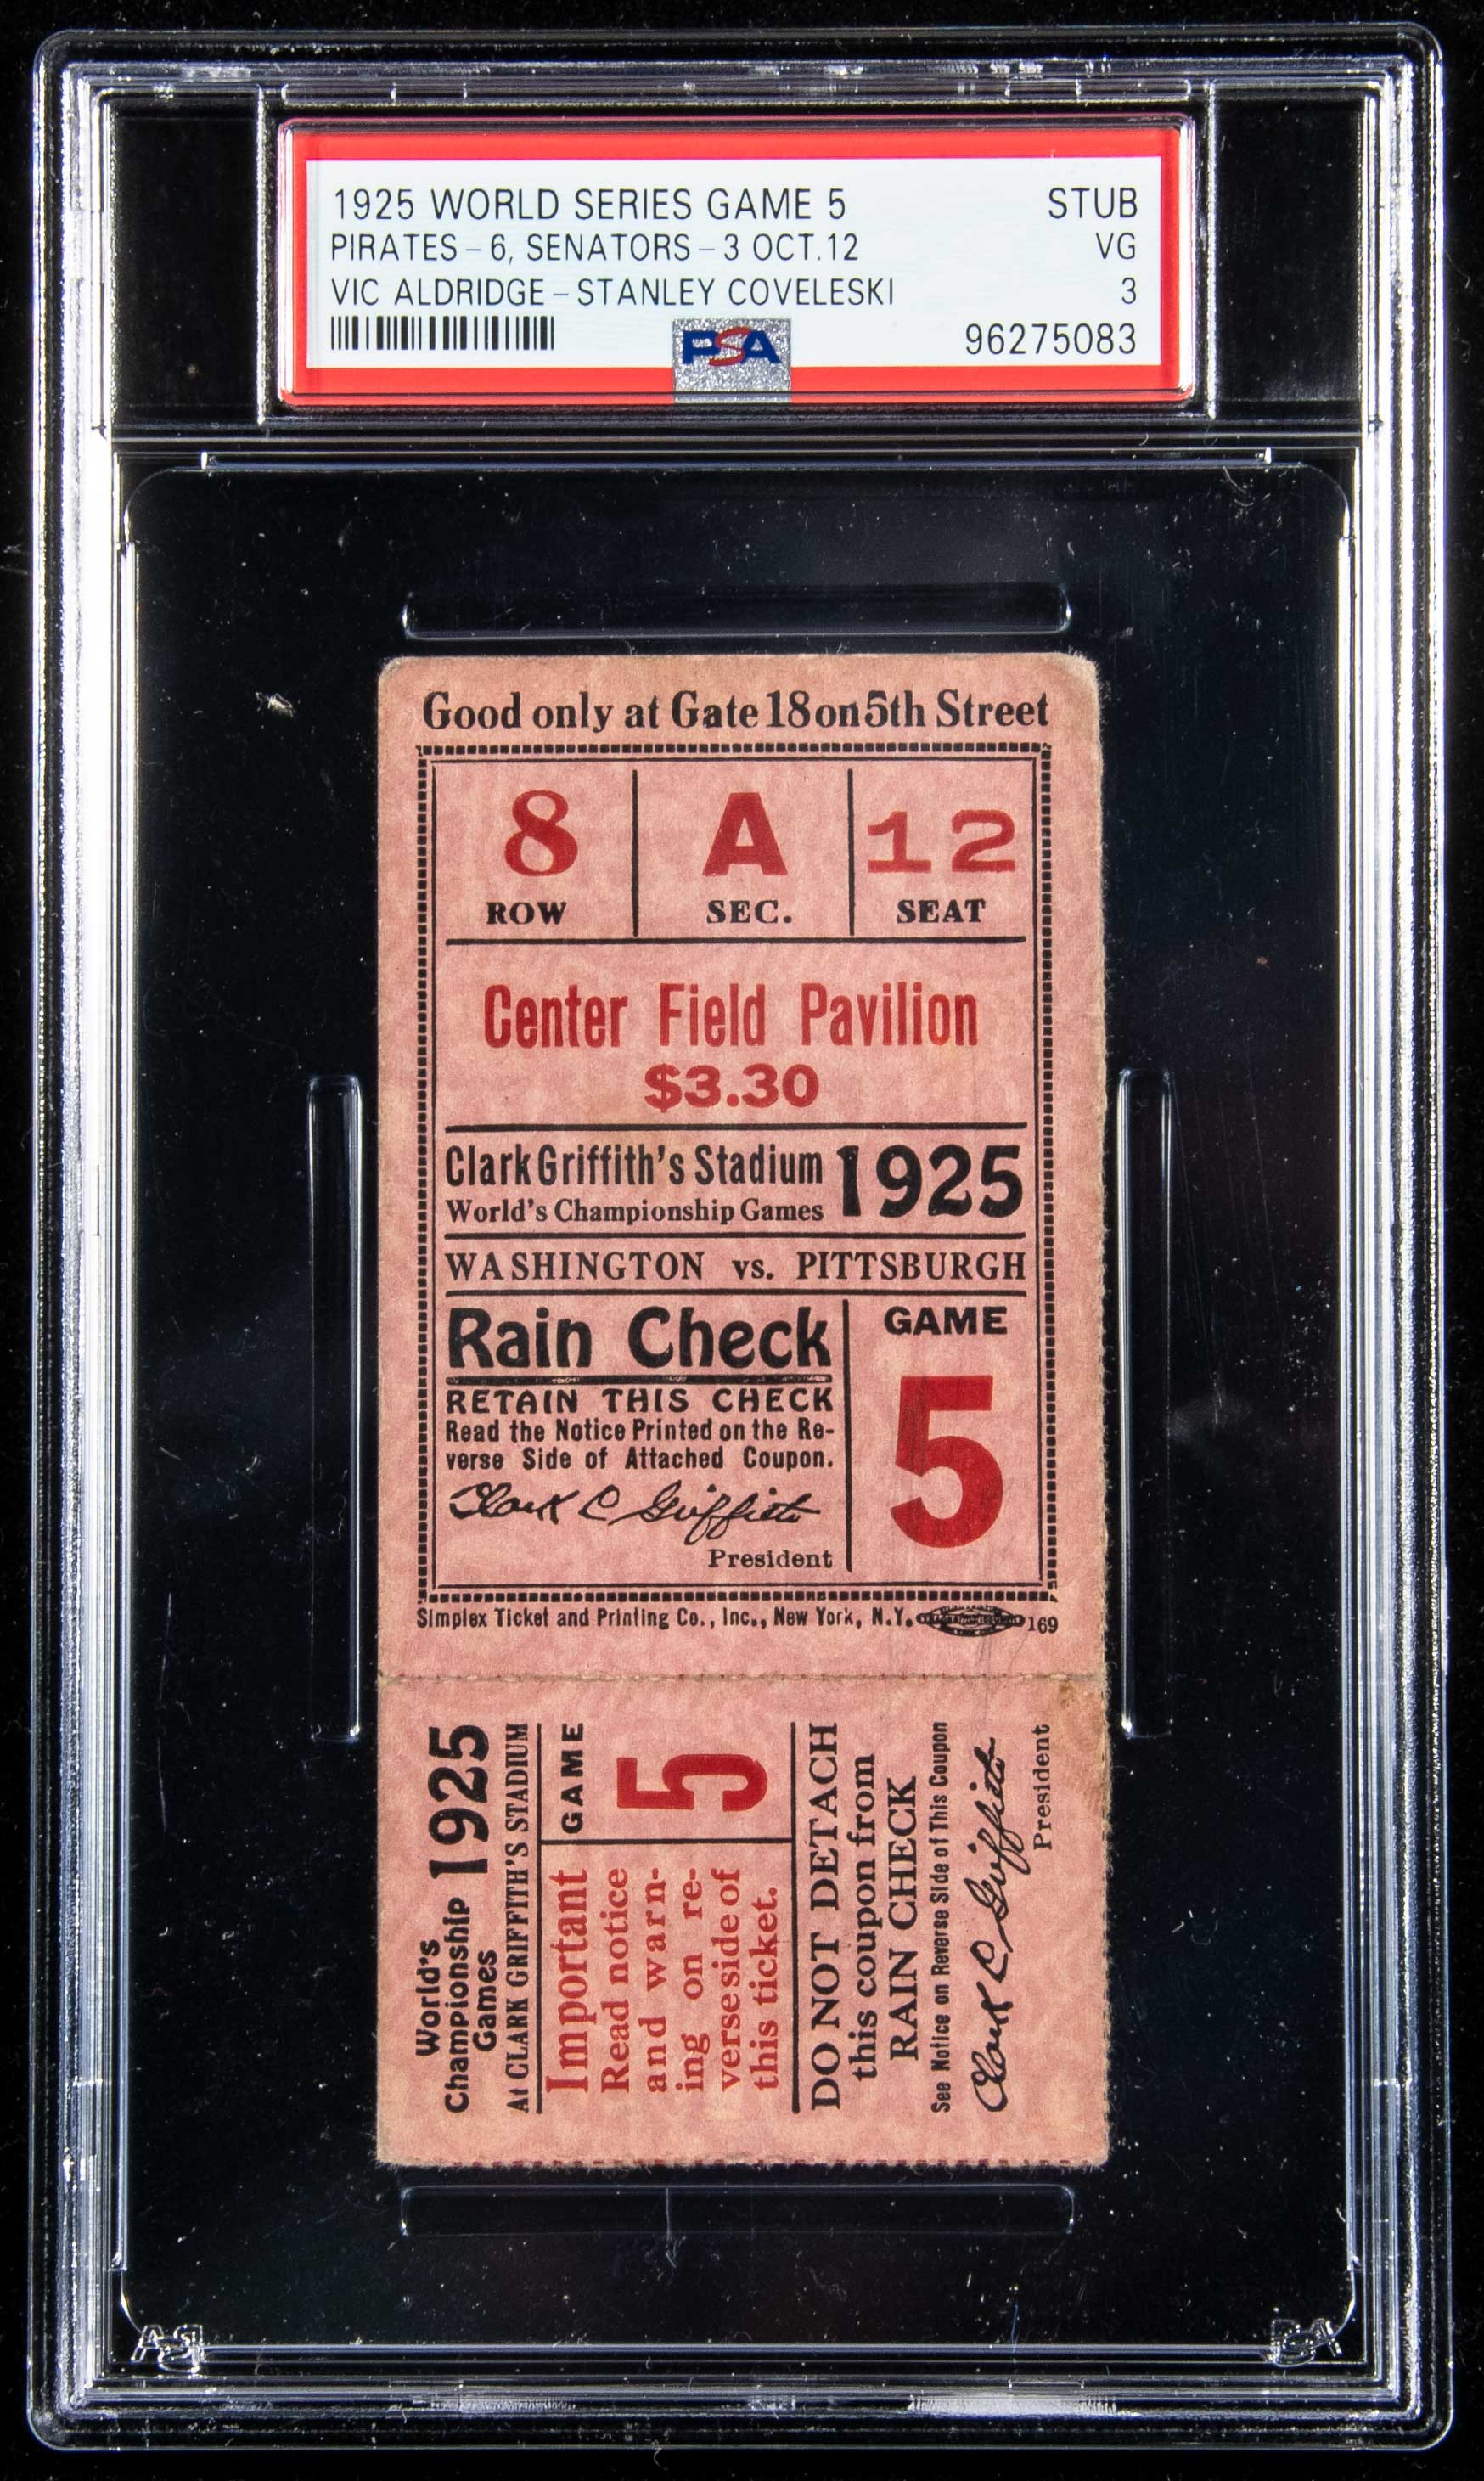 1925 WORLD SERIES GAME 5 STUB
PIRATES - 6, SENATORS - 3 OCT.12 VG
VIC ALDRIDGE - STANLEY COVELESKI 3
PSA 96275083
Good only at Gate 18 on 5th Street
8 A 12
ROW SEC. SEAT
Center Field Pavilion
$3.30
Clark Griffith's Stadium 1925
World's Championship Games
WASHINGTON vs. PITTSBURGH
Rain Check
RETAIN THIS CHECK
Read the Notice Printed on the Re-
verse Side of Attached Coupon.
Clark C Griffith
President
GAME
5
Simplex Ticket and Printing Co., Inc., New York, N.Y. 169
World's
Championship
Games
1925
At CLARK GRIFFITH'S STADIUM
Important
Read notice
and warn-
ing on re-
verse side of
this ticket.
GAME
5
DO NOT DETACH
this coupon from
RAIN CHECK
See Notice on Reverse Side of This Coupon
Clark C Griffith
President
PSA
PSA